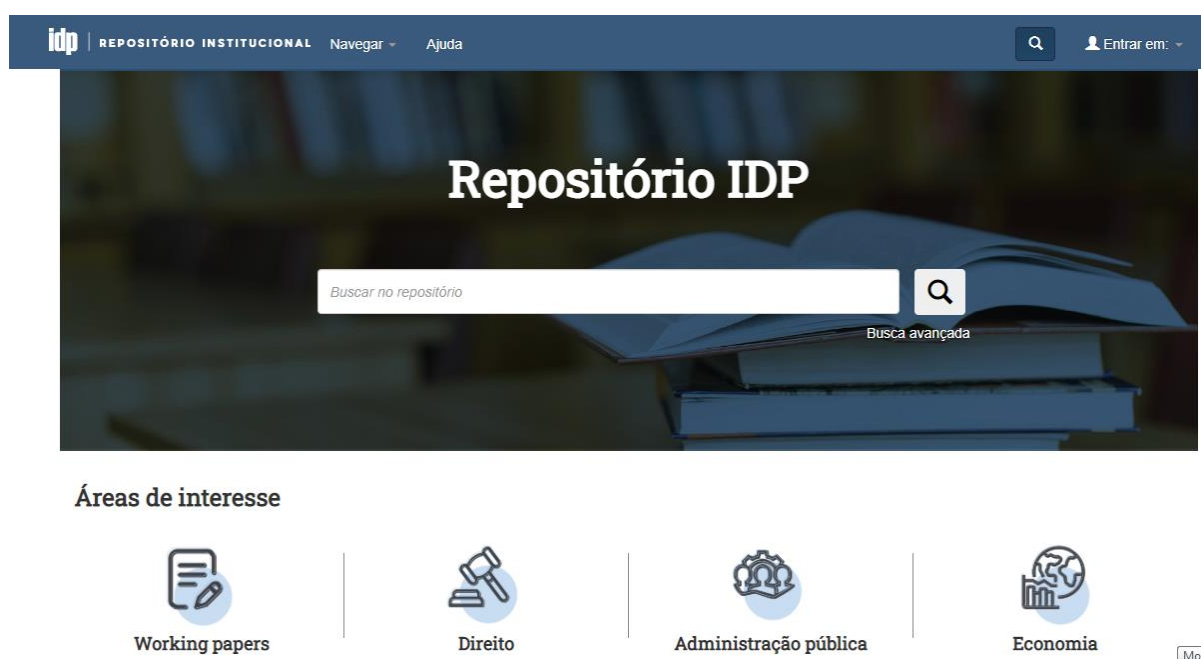 idp | REPOSITÓRIO INSTITUCIONAL Navegar Ajuda Entrar em:
Repositório IDP
Buscar no repositório
Busca avançada
Áreas de interesse
Working papers Direito Administração pública Economia